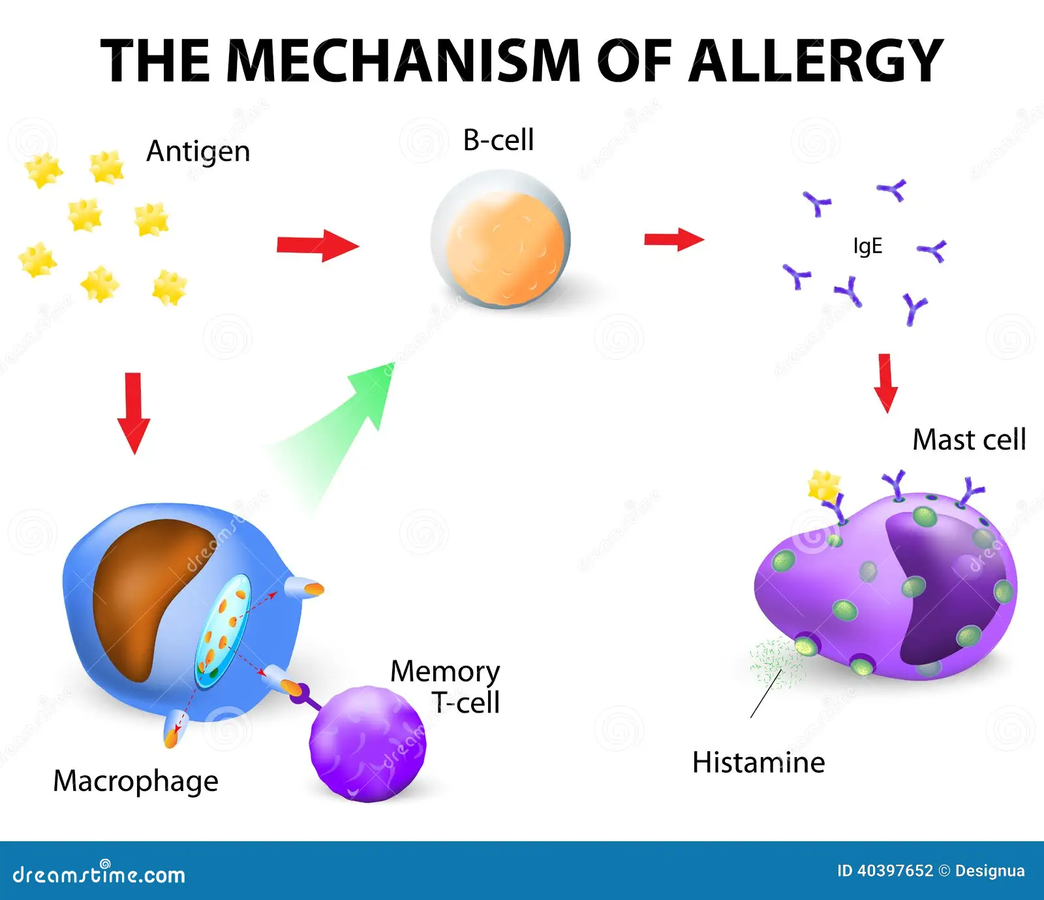 THE MECHANISM OF ALLERGY
Antigen
B-cell
IgE
Mast cell
Memory
T-cell
Macrophage
Histamine
dreamstime.com
ID 40397652 © Designua